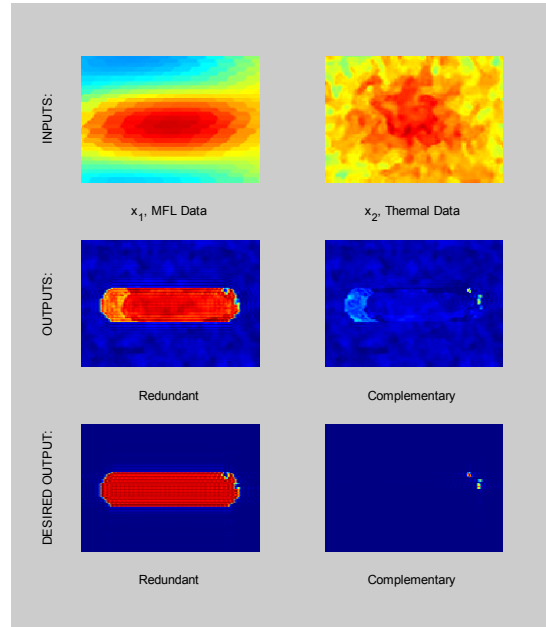 INPUTS:
x1, MFL Data
x2, Thermal Data
OUTPUTS:
Redundant
Complementary
DESIRED OUTPUT:
Redundant
Complementary